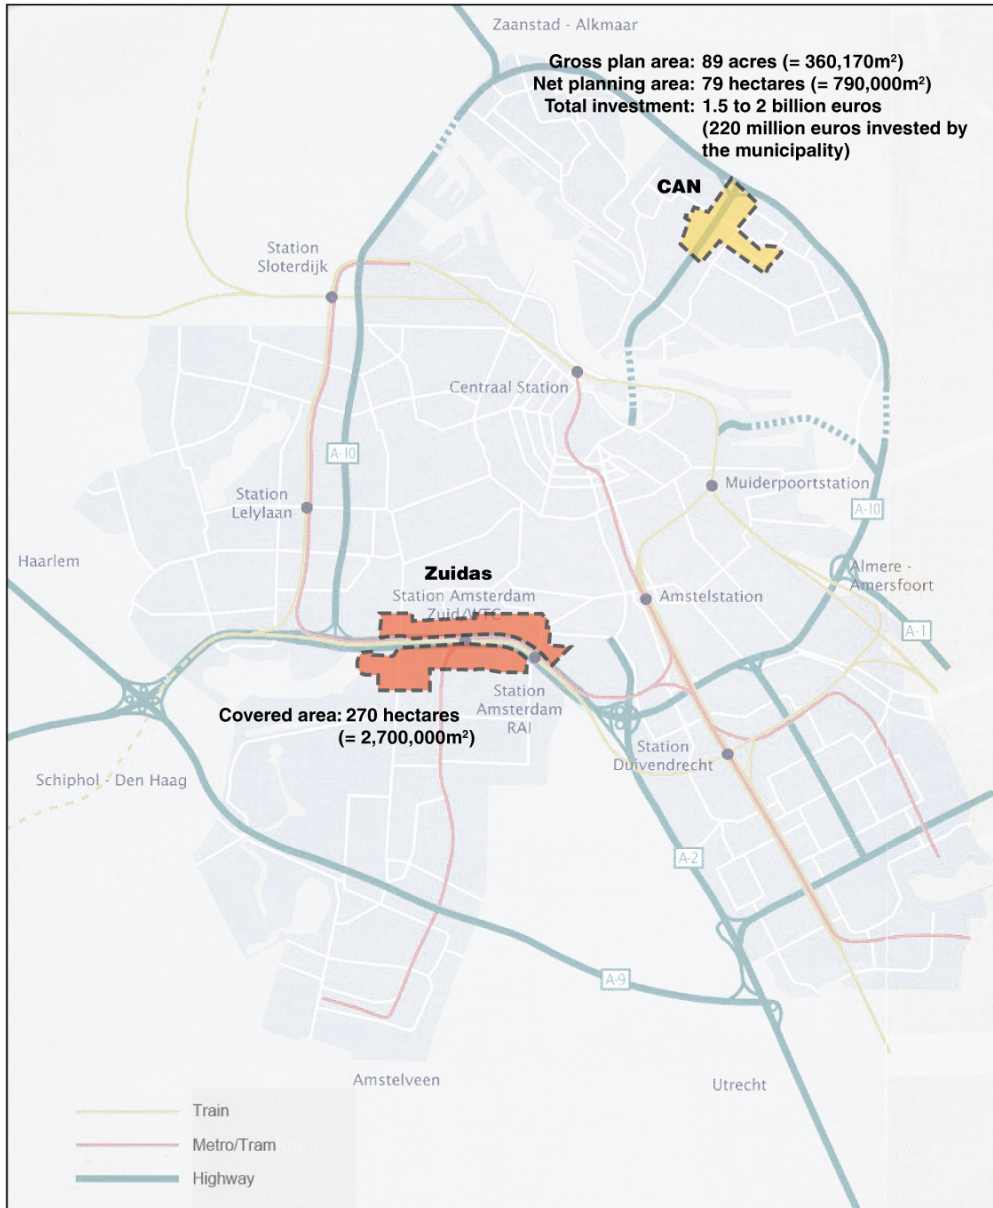 Zaanstad - Alkmaar
Gross plan area: 89 acres (= 360,170m²)
Net planning area: 79 hectares (= 790,000m²)
Total investment: 1.5 to 2 billion euros
(220 million euros invested by
the municipality)
CAN
Station
Sloterdijk
Centraal Station
A-10
Station
Lelylaan
Muiderpoortstation
A-10
Haarlem
Almere -
Amersfoort
Zuidas
Station Amsterdam
Zuid/WTC
Amstelstation
A-1
Station
Amsterdam
RAI
Covered area: 270 hectares
(= 2,700,000m²)
Station
Duivendrecht
Schiphol - Den Haag
A-2
A-9
Amstelveen
Utrecht
Train
Metro/Tram
Highway